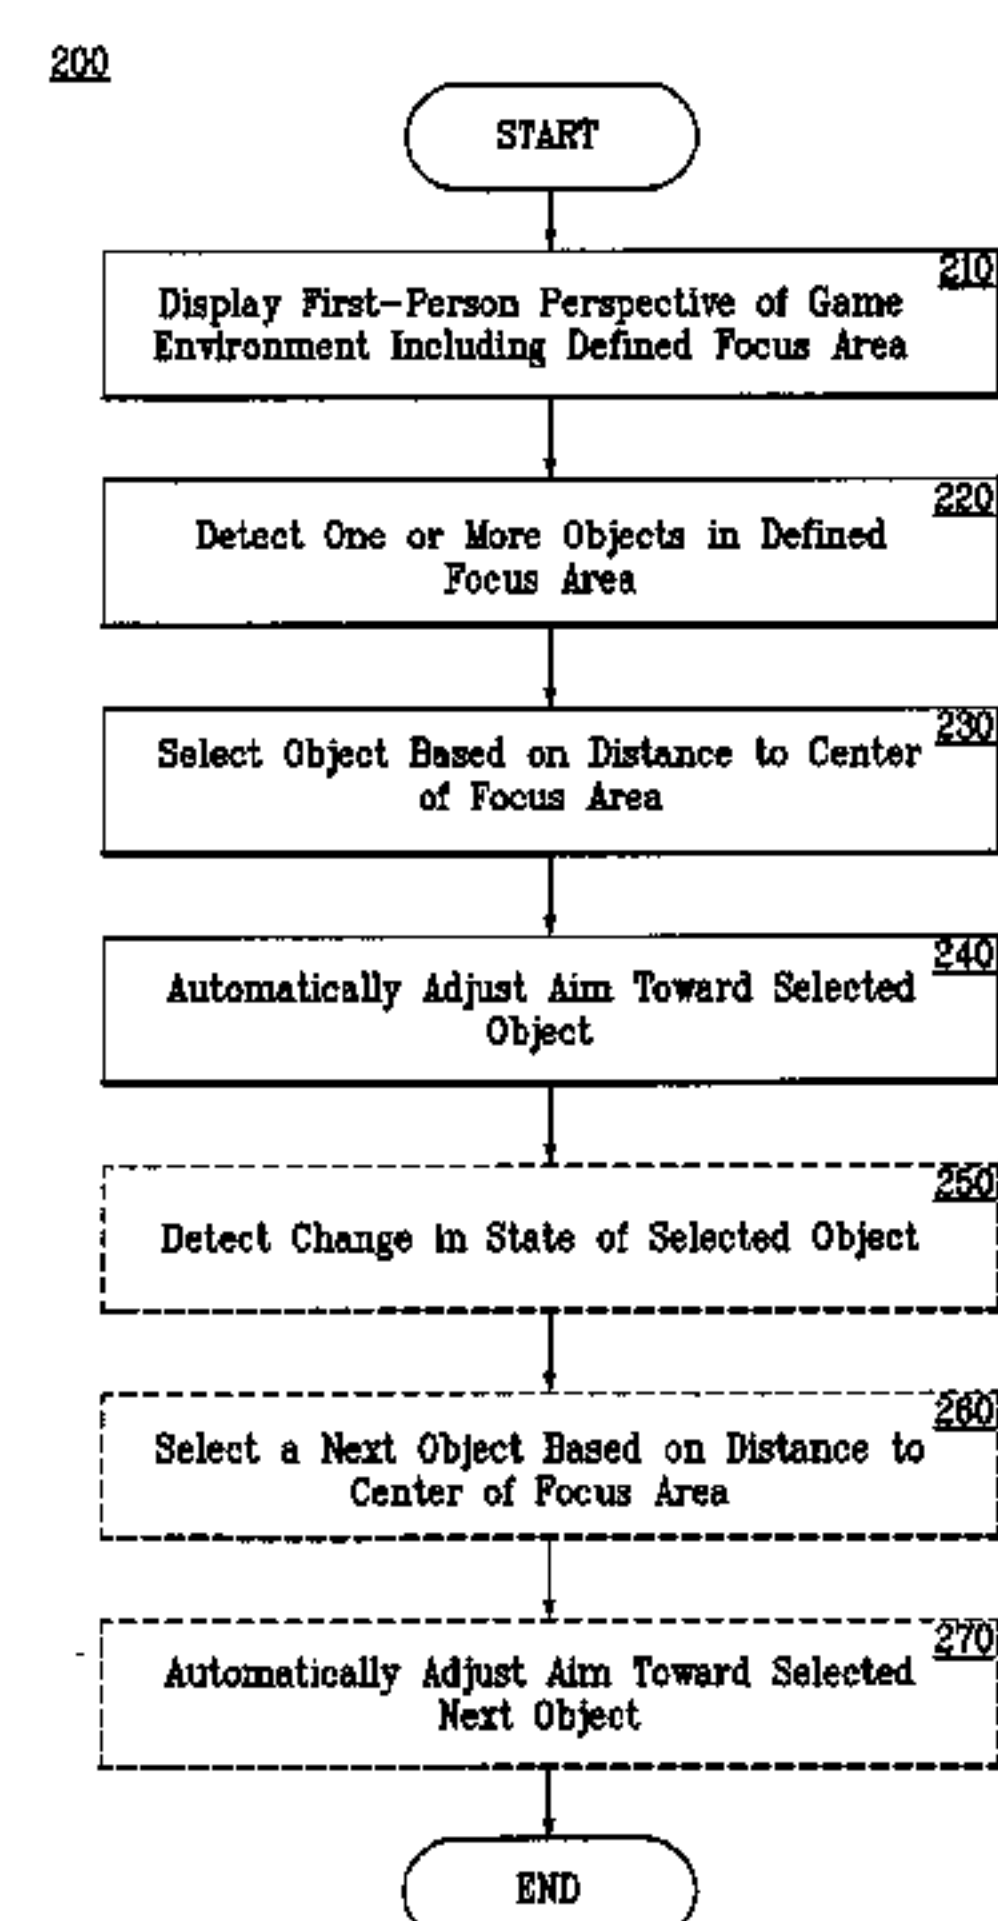 200
START
210
Display First-Person Perspective of Game
Environment Including Defined Focus Area
220
Detect One or More Objects in Defined
Focus Area
230
Select Object Based on Distance to Center
of Focus Area
240
Automatically Adjust Aim Toward Selected
Object
250
Detect Change in State of Selected Object
260
Select a Next Object Based on Distance to
Center of Focus Area
270
Automatically Adjust Aim Toward Selected
Next Object
END